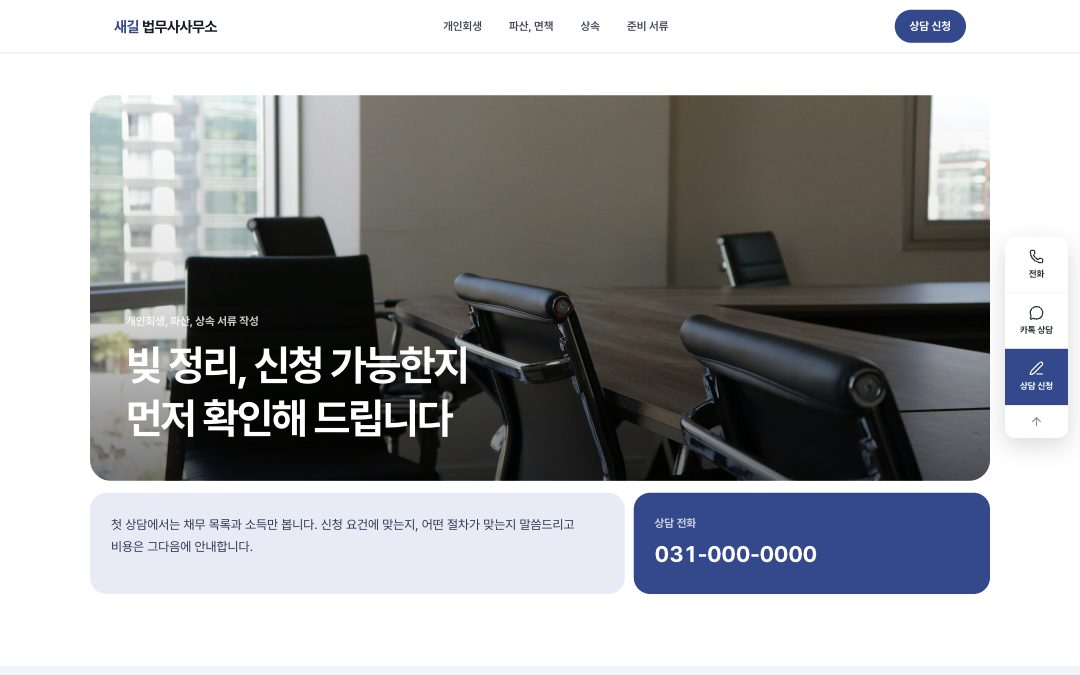 새길 법무사사무소
개인회생
파산, 면책
상속
준비 서류
상담 신청
개인회생, 파산, 상속 서류 작성
빚 정리, 신청 가능한지
먼저 확인해 드립니다
첫 상담에서는 채무 목록과 소득만 봅니다. 신청 요건에 맞는지, 어떤 절차가 맞는지 말씀드리고
비용은 그다음에 안내합니다.
상담 전화
031-000-0000
전화
카톡 상담
상담 신청